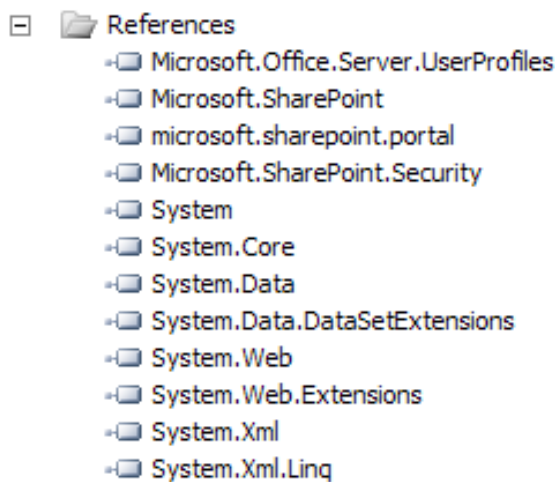 References
Microsoft.Office.Server.UserProfiles
Microsoft.SharePoint
microsoft.sharepoint.portal
Microsoft.SharePoint.Security
System
System.Core
System.Data
System.Data.DataSetExtensions
System.Web
System.Web.Extensions
System.Xml
System.Xml.Linq